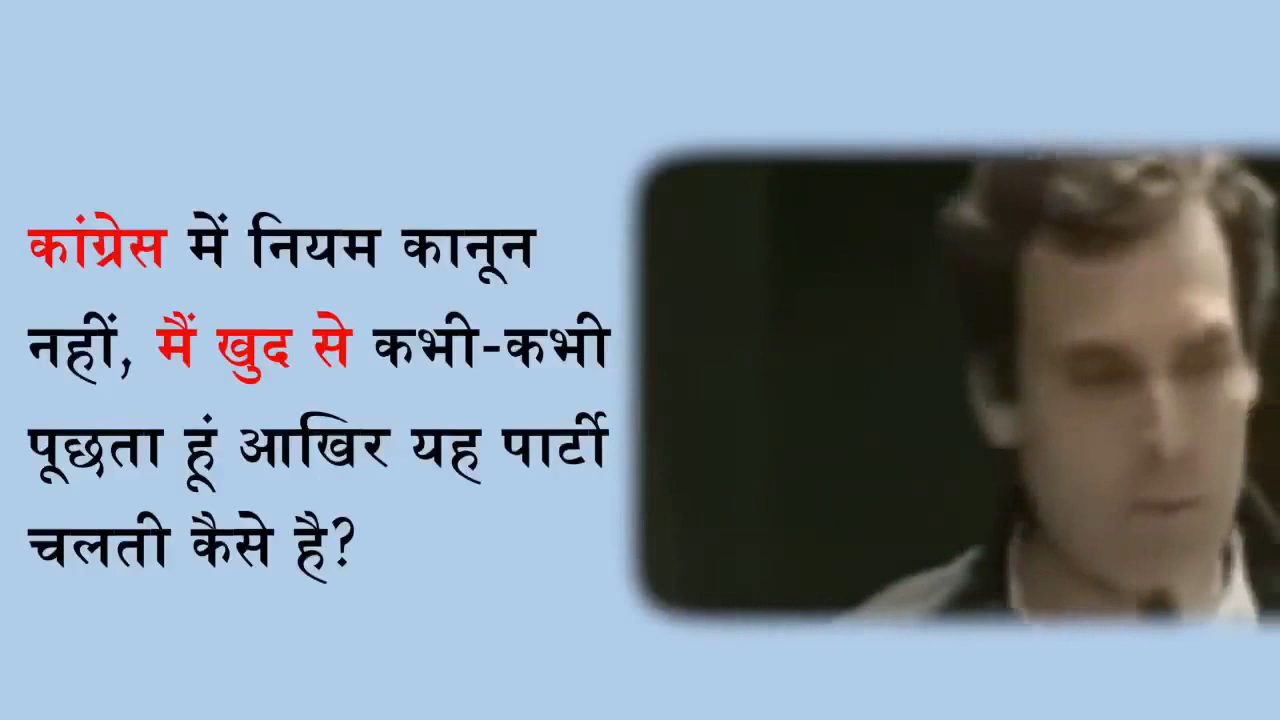 कांग्रेस में नियम कानून
नहीं, मैं खुद से कभी-कभी
पूछता हूं आखिर यह पार्टी
चलती कैसे है?